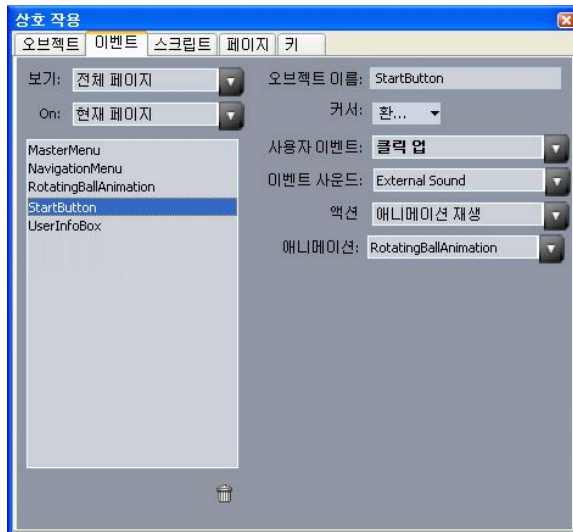 상호 작용
오브젝트 이벤트 스크립트 페이지 키
보기: 전체 페이지
On: 현재 페이지
MasterMenu
NavigationMenu
RotatingBallAnimation
StartButton
UserInfoBox
오브젝트 이름: StartButton
커서: 환...
사용자 이벤트: 클릭 업
이벤트 사운드: External Sound
액션 애니메이션 재생
애니메이션: RotatingBallAnimation